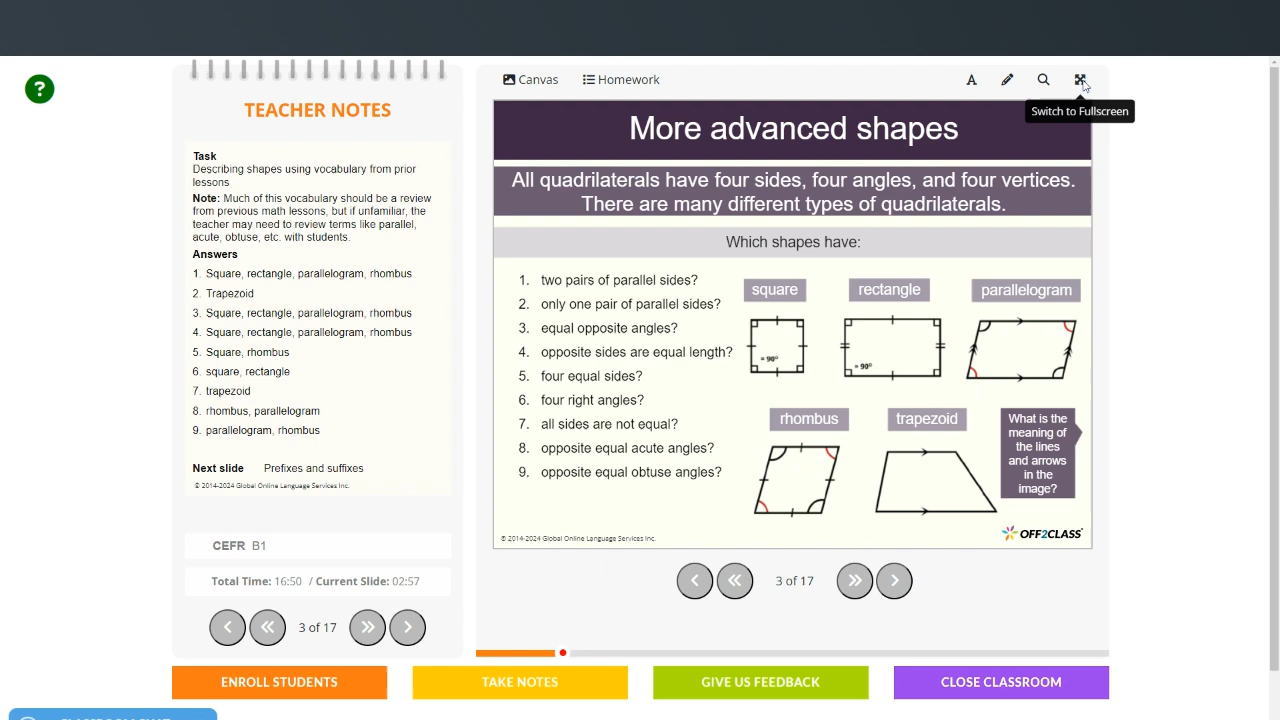 ?
TEACHER NOTES
Task
Describing shapes using vocabulary from prior
lessons
Note: Much of this vocabulary should be a review
from previous math lessons, but if unfamiliar, the
teacher may need to review terms like parallel,
acute, obtuse, etc. with students.
Answers
1. Square, rectangle, parallelogram, rhombus
2. Trapezoid
3. Square, rectangle, parallelogram, rhombus
4. Square, rectangle, parallelogram, rhombus
5. Square, rhombus
6. square, rectangle
7. trapezoid
8. rhombus, parallelogram
9. parallelogram, rhombus
Next slide Prefixes and suffixes
© 2014-2024 Global Online Language Services Inc.
CEFR B1
Total Time: 16:50 / Current Slide: 02:57
3 of 17
Canvas
Homework
A
Switch to Fullscreen
More advanced shapes
All quadrilaterals have four sides, four angles, and four vertices.
There are many different types of quadrilaterals.
Which shapes have:
1. two pairs of parallel sides?
2. only one pair of parallel sides?
3. equal opposite angles?
4. opposite sides are equal length?
5. four equal sides?
6. four right angles?
7. all sides are not equal?
8. opposite equal acute angles?
9. opposite equal obtuse angles?
square
rectangle
parallelogram
= 90°
= 90°
rhombus
trapezoid
What is the
meaning of
the lines
and arrows
in the
image?
© 2014-2024 Global Online Language Services Inc.
OFF2CLASS
3 of 17
ENROLL STUDENTS
TAKE NOTES
GIVE US FEEDBACK
CLOSE CLASSROOM